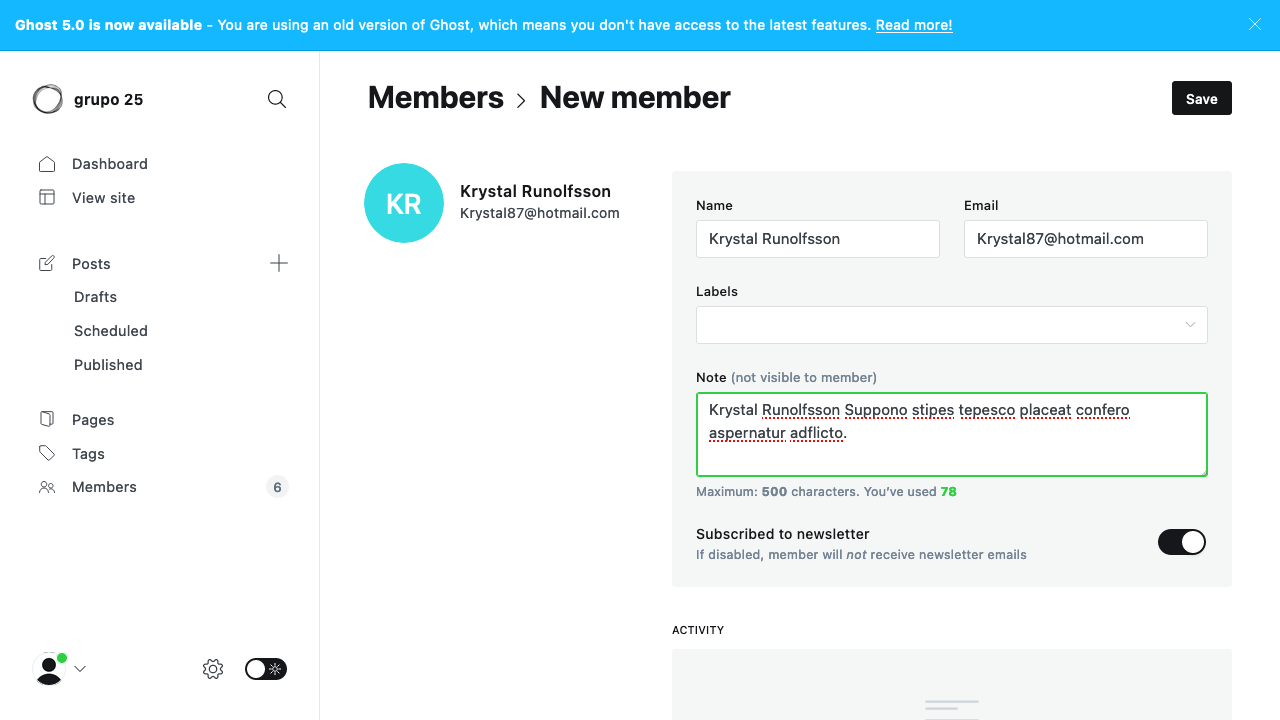 Ghost 5.0 is now available - You are using an old version of Ghost, which means you don't have access to the latest features. Read more!
grupo 25
Dashboard
View site
Posts
Drafts
Scheduled
Published
Pages
Tags
Members 6
Members > New member
Save
KR
Krystal Runolfsson
Krystal87@hotmail.com
Name
Krystal Runolfsson
Email
Krystal87@hotmail.com
Labels
Note (not visible to member)
Krystal Runolfsson Suppono stipes tepesco placeat confero
aspernatur adflicto.
Maximum: 500 characters. You've used 78
Subscribed to newsletter
If disabled, member will not receive newsletter emails
ACTIVITY